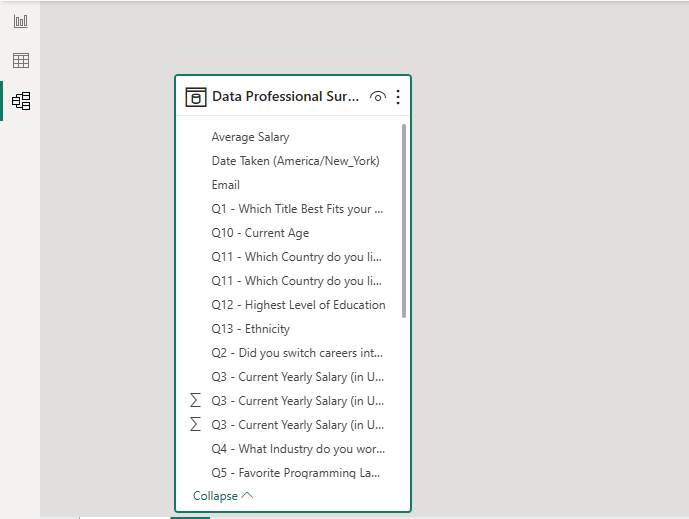 Data Professional Sur...
Average Salary
Date Taken (America/New_York)
Email
Q1 - Which Title Best Fits your ...
Q10 - Current Age
Q11 - Which Country do you li...
Q11 - Which Country do you li...
Q12 - Highest Level of Education
Q13 - Ethnicity
Q2 - Did you switch careers int...
Q3 - Current Yearly Salary (in U...
∑ Q3 - Current Yearly Salary (in U...
∑ Q3 - Current Yearly Salary (in U...
Q4 - What Industry do you wor...
Q5 - Favorite Programming La...
Collapse